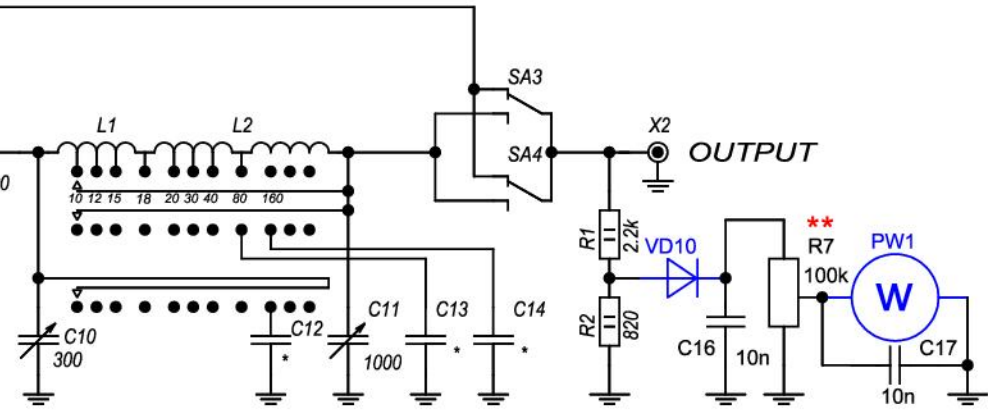 SA3
L1
L2
X2
SA4
OUTPUT
0
10 12 15 18 20 30 40 80 160
R1
2.2k
VD10
**
R7
100k
PW1
W
C10
300
C12
*
C11
1000
C13
*
C14
*
R2
820
C16
10n
C17
10n